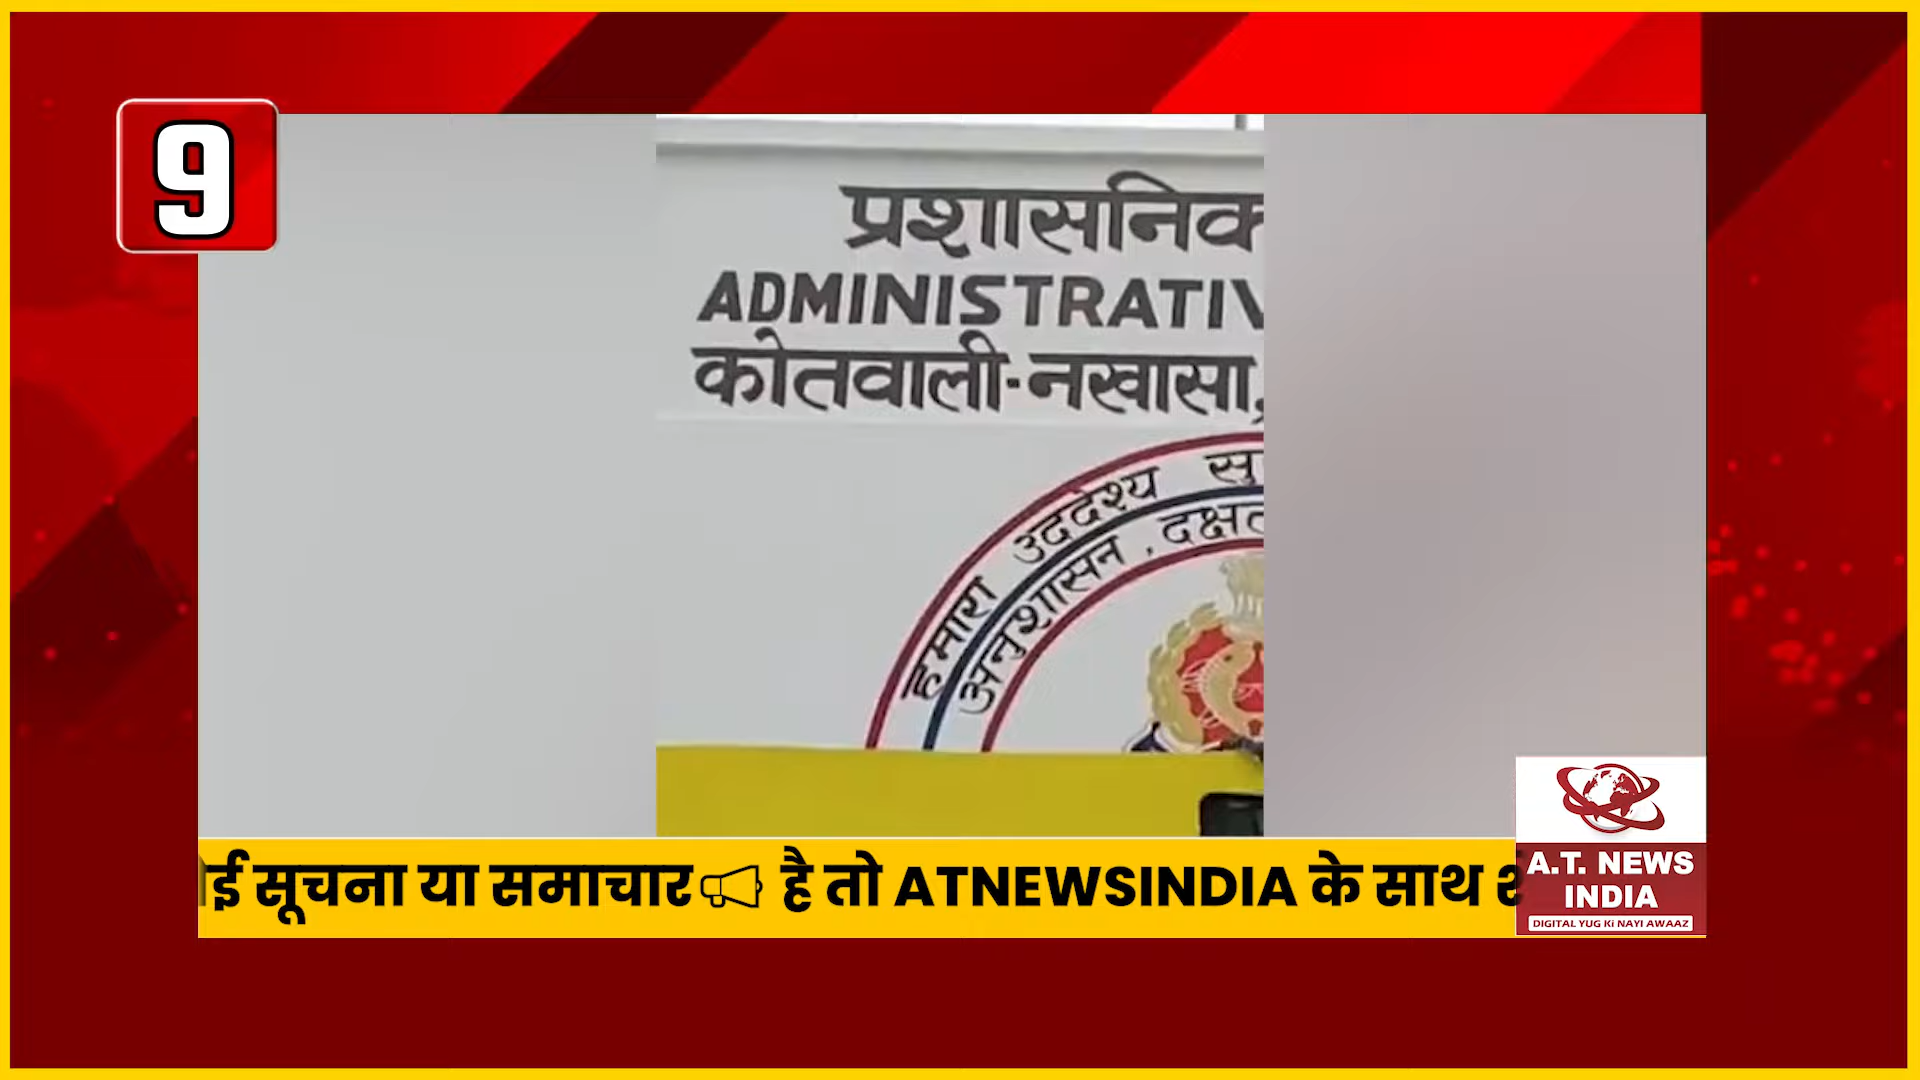 9
प्रशासनिक
ADMINISTRATIV
कोतवाली-नखासा,
हमारा उददेश्य सु
अनुशासन, दक्षत
सूचना या समाचार है तो ATNEWSINDIA के साथ
A.T. NEWS
INDIA
DIGITAL YUG Ki NAYI AWAAZ